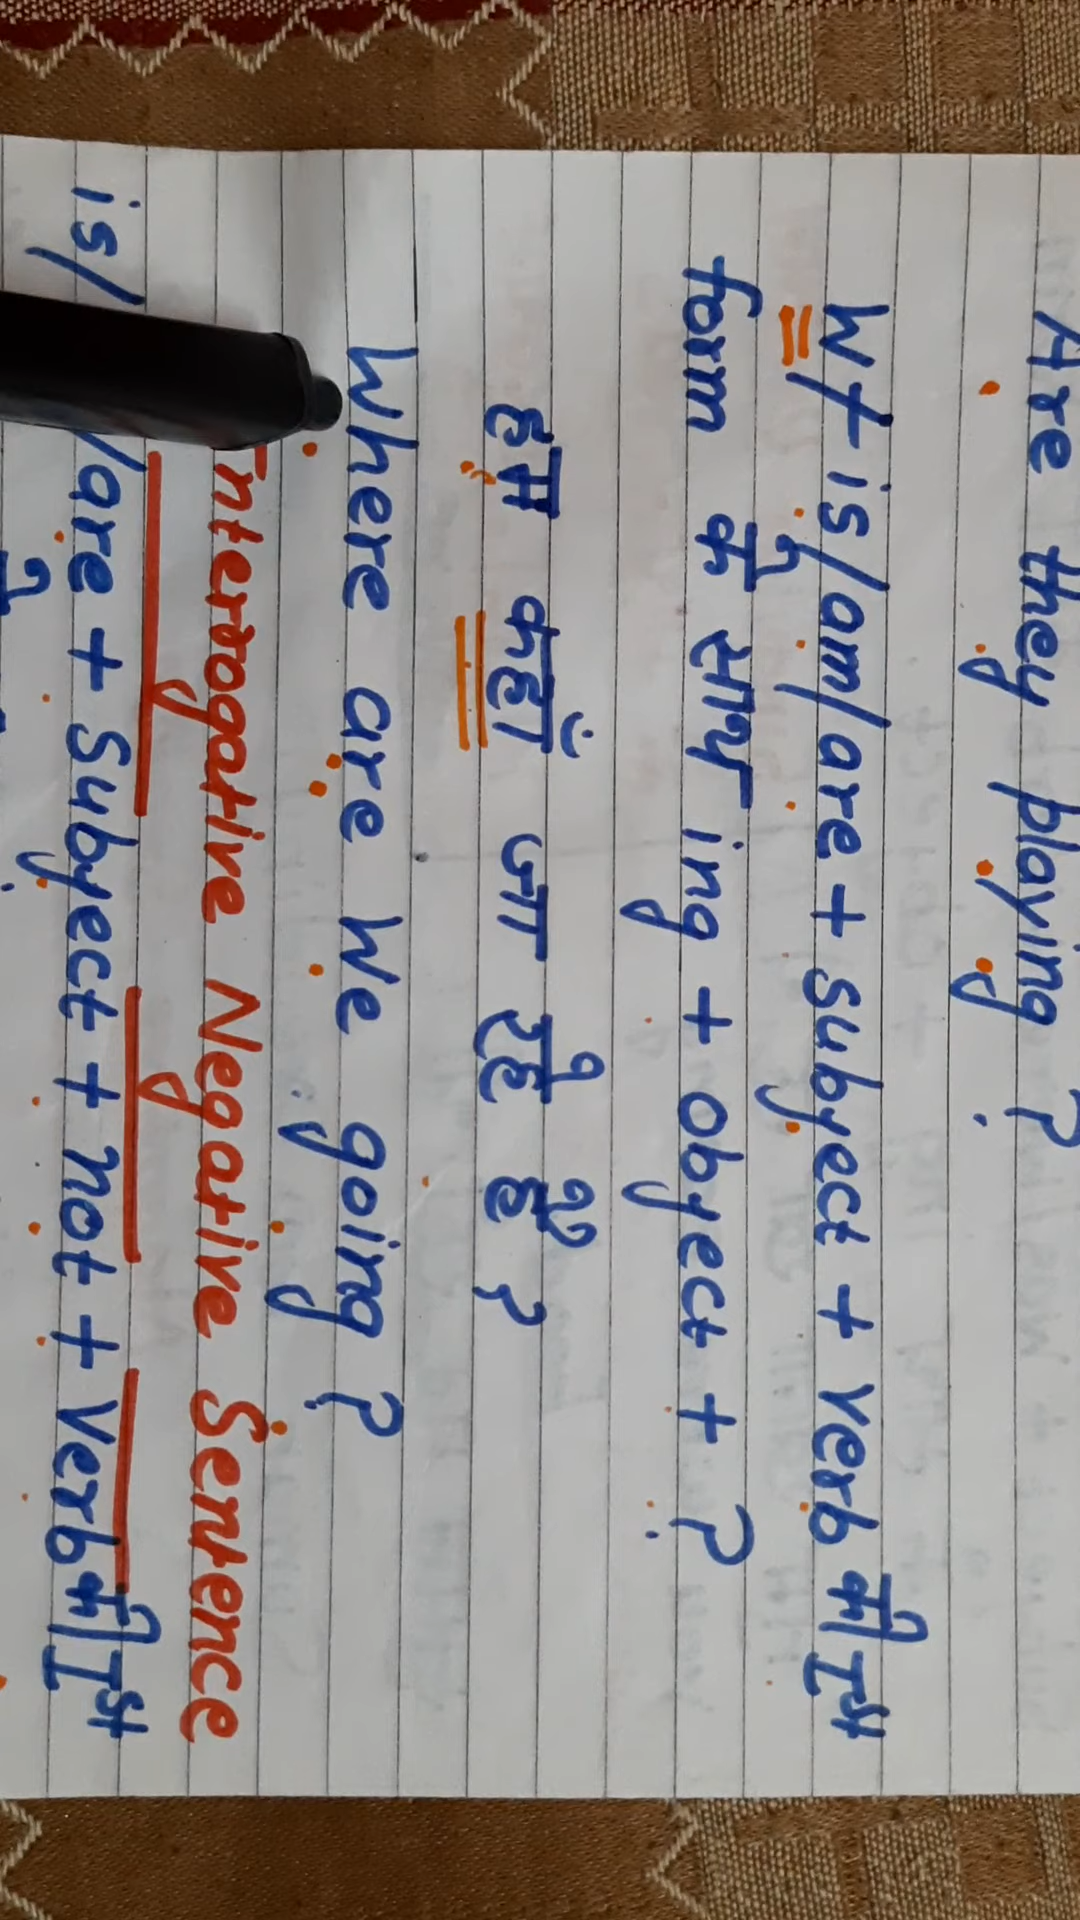 Are they playing ?
Wf is/am/are + Subject + verb की Ist
form के साथ ing + object + ?
हम कहाँ जा रहे हैं ?
Where are We going ?
Interrogative Negative Sentence
is/ /are + Subject + not + Verb की Ist